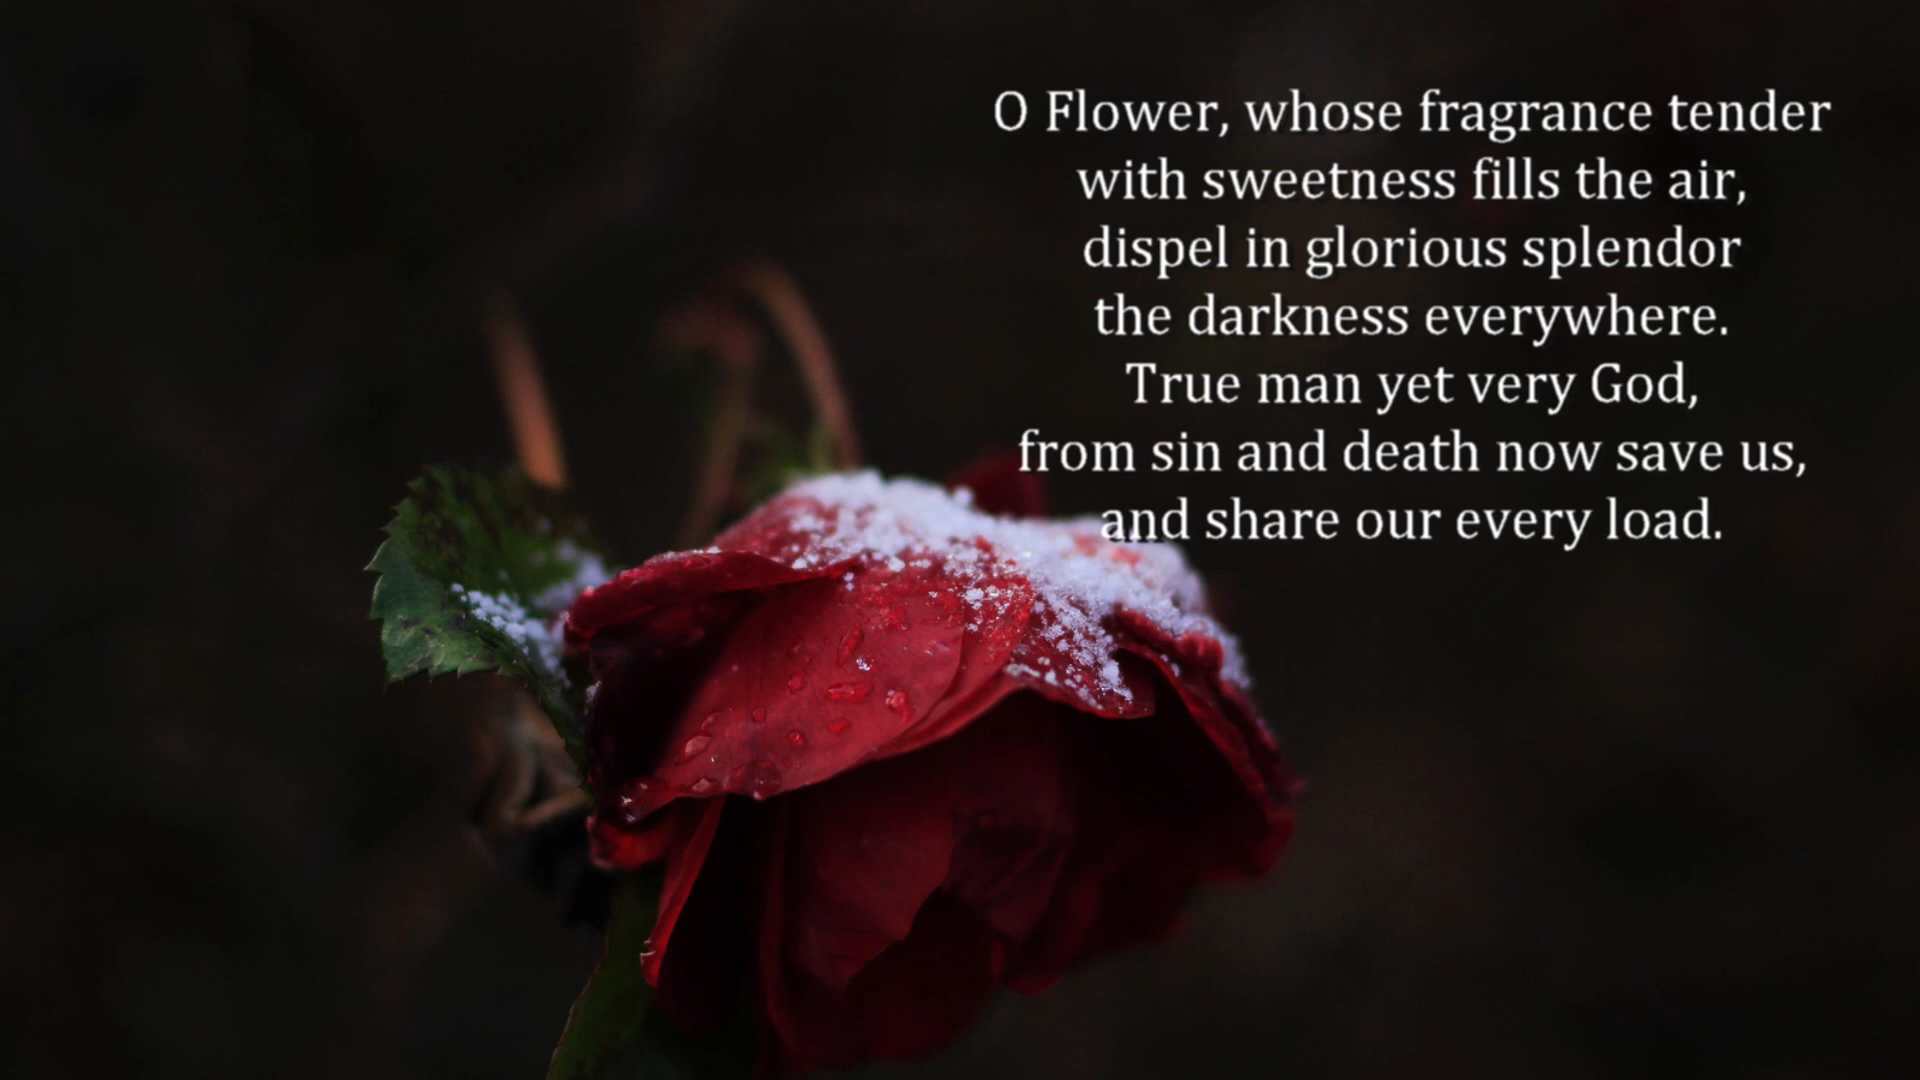 O Flower, whose fragrance tender
with sweetness fills the air,
dispel in glorious splendor
the darkness everywhere.
True man yet very God,
from sin and death now save us,
and share our every load.